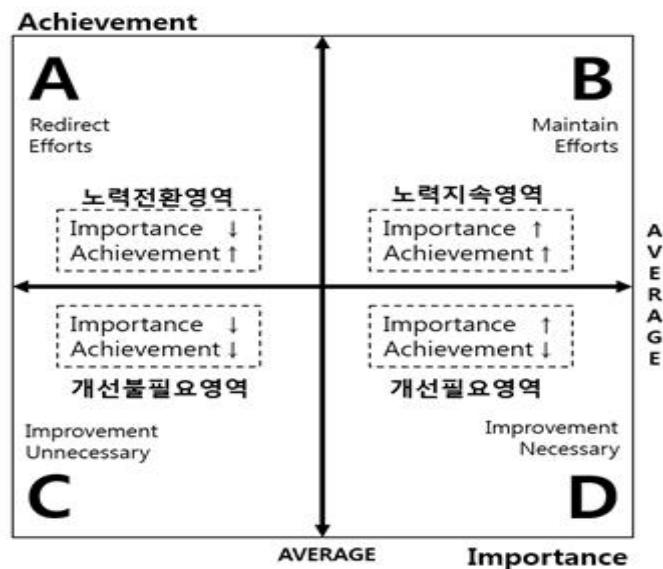 Achievement
A
Redirect
Efforts
노력전환영역
Importance ↓
Achievement ↑
B
Maintain
Efforts
노력지속영역
Importance ↑
Achievement ↑
AVERAGE
Importance ↓
Achievement ↓
개선불필요영역
Improvement
Unnecessary
C
Importance ↑
Achievement ↓
개선필요영역
Improvement
Necessary
D
AVERAGE
Importance